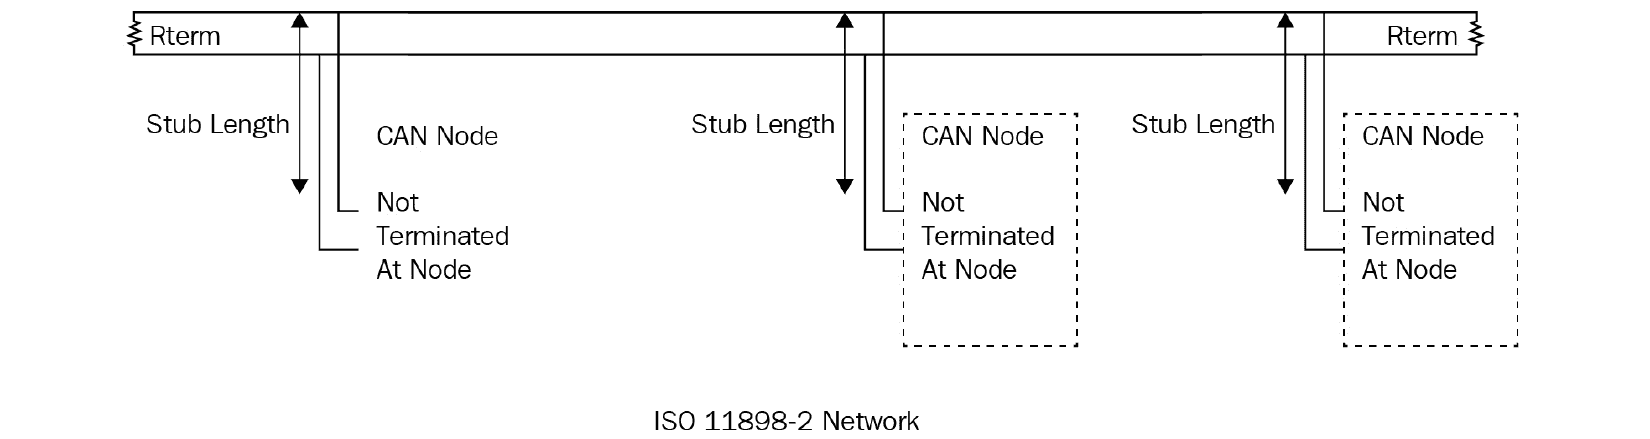 Rterm
Rterm
Stub Length
CAN Node
Not
Terminated
At Node
Stub Length
CAN Node
Not
Terminated
At Node
Stub Length
CAN Node
Not
Terminated
At Node
ISO 11898-2 Network